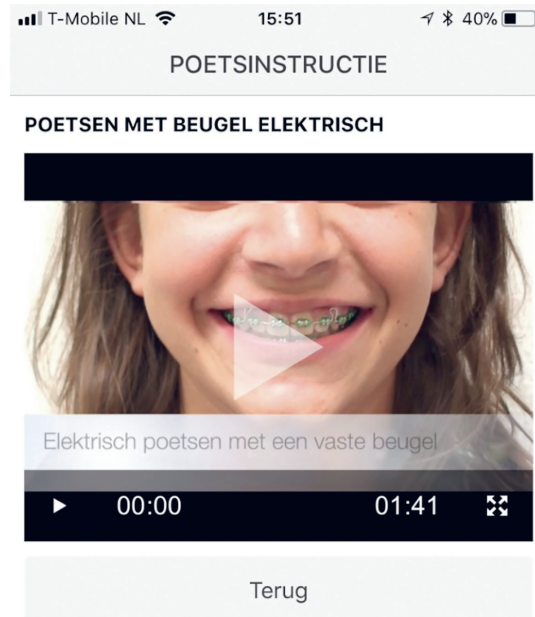 T-Mobile NL 15:51 40%
POETSINSTRUCTIE
POETSEN MET BEUGEL ELEKTRISCH
Elektrisch poetsen met een vaste beugel
00:00 01:41
Terug